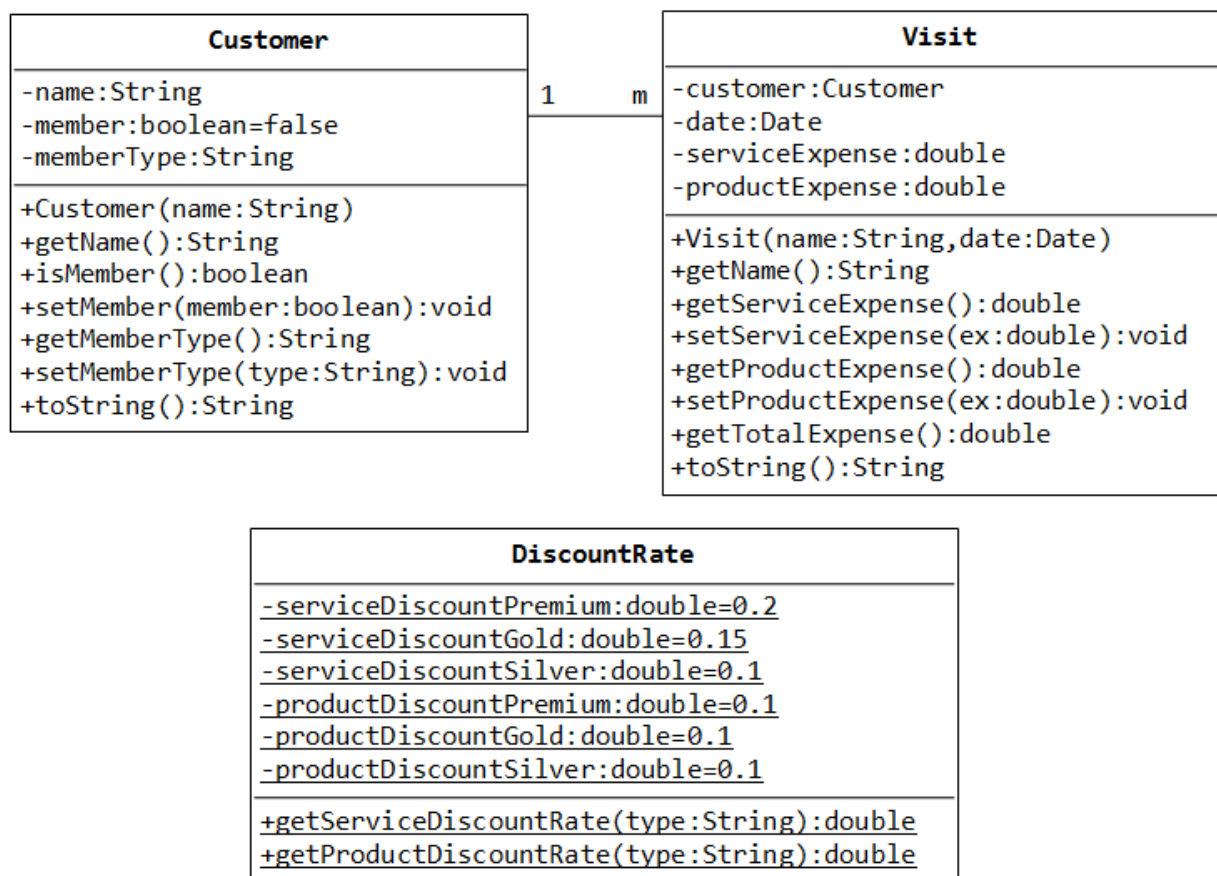 Customer
-name:String
-member:boolean=false
-memberType:String
+Customer(name:String)
+getName():String
+isMember():boolean
+setMember(member:boolean):void
+getMemberType():String
+setMemberType(type:String):void
+toString():String
1 m
Visit
-customer:Customer
-date:Date
-serviceExpense:double
-productExpense:double
+Visit(name:String,date:Date)
+getName():String
+getServiceExpense():double
+setServiceExpense(ex:double):void
+getProductExpense():double
+setProductExpense(ex:double):void
+getTotalExpense():double
+toString():String
DiscountRate
-serviceDiscountPremium:double=0.2
-serviceDiscountGold:double=0.15
-serviceDiscountSilver:double=0.1
-productDiscountPremium:double=0.1
-productDiscountGold:double=0.1
-productDiscountSilver:double=0.1
+getServiceDiscountRate(type:String):double
+getProductDiscountRate(type:String):double